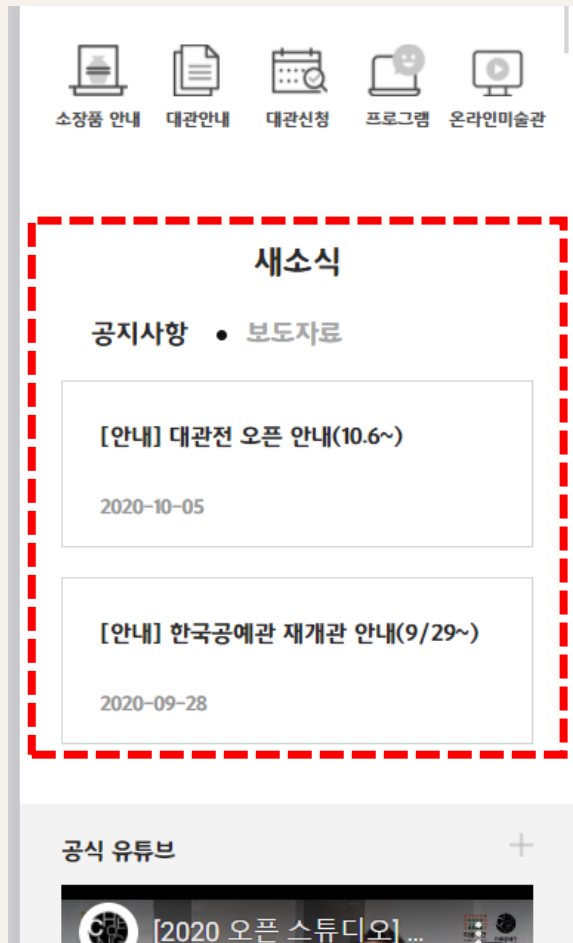 소장품 안내 대관안내 대관신청 프로그램 온라인미술관
새소식
공지사항 • 보도자료
[안내] 대관전 오픈 안내(10.6~)
2020-10-05
[안내] 한국공예관 재개관 안내(9/29~)
2020-09-28
공식 유튜브
[2020 오픈 스튜디오] ...